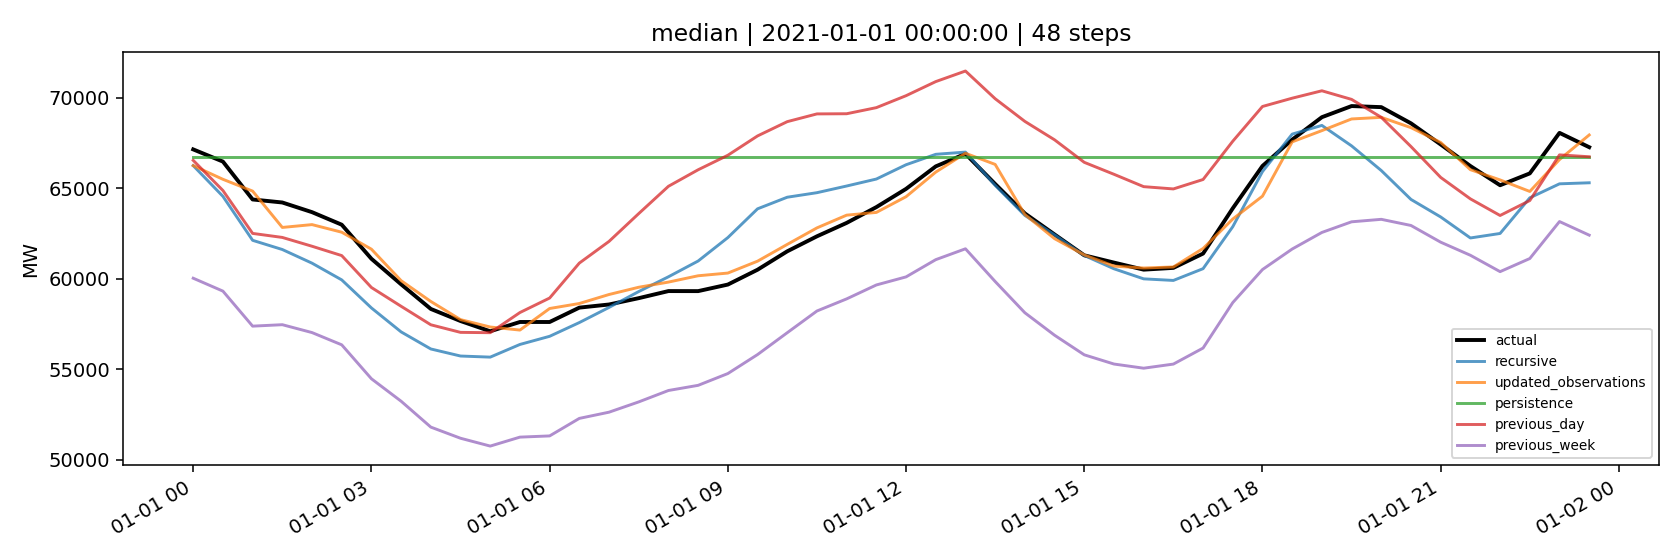 median | 2021-01-01 00:00:00 | 48 steps
MW
70000
65000
60000
55000
50000
01-01 00
01-01 03
01-01 06
01-01 09
01-01 12
01-01 15
01-01 18
01-01 21
01-02 00
actual
recursive
updated_observations
persistence
previous_day
previous_week